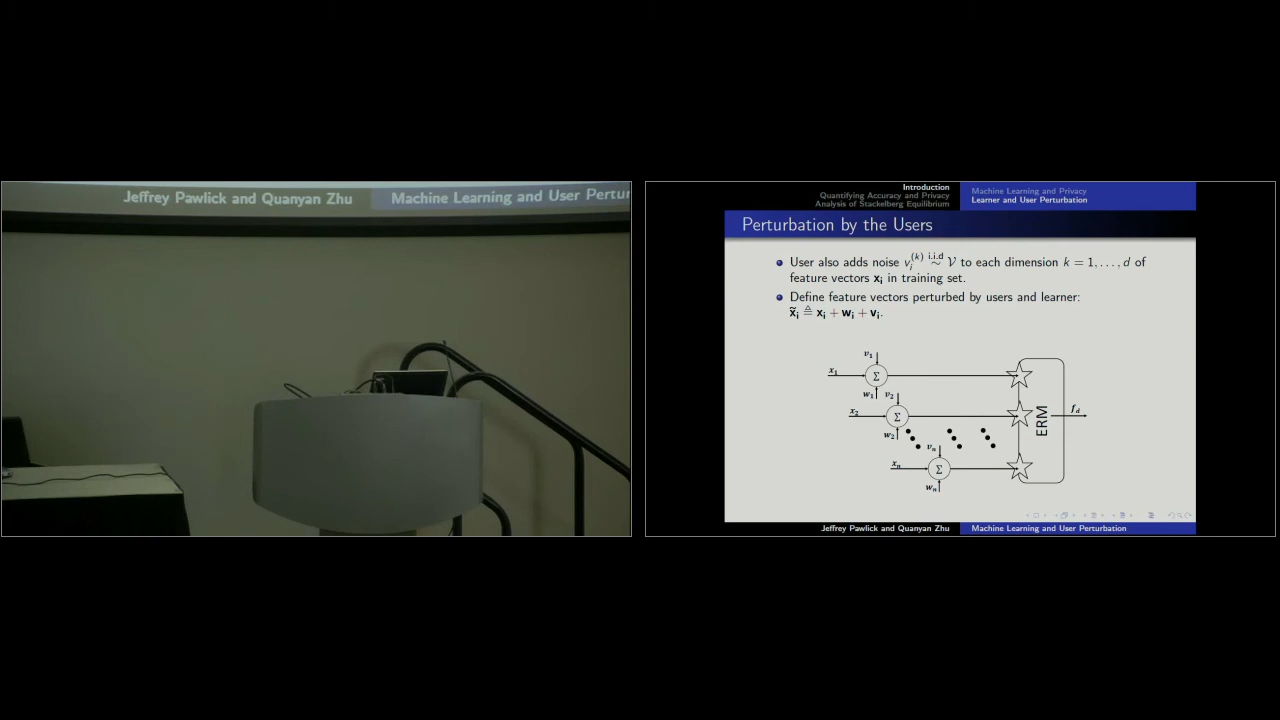 Jeffrey Pawlick and Quanyan Zhu
Machine Learning and User Pertur
Introduction
Quantifying Accuracy and Privacy
Analysis of Stackelberg Equilibrium
Machine Learning and Privacy
Learner and User Perturbation
Perturbation by the Users
User also adds noise v_i^(k) i.i.d ~ 𝒱 to each dimension k = 1, . . . , d of
feature vectors x_i in training set.
Define feature vectors perturbed by users and learner:
x̃_i ≜ x_i + w_i + v_i.
v_1
x_1
Σ
w_1
v_2
x_2
Σ
w_2
v_n
x_n
Σ
w_n
ERM
f_d
Jeffrey Pawlick and Quanyan Zhu
Machine Learning and User Perturbation